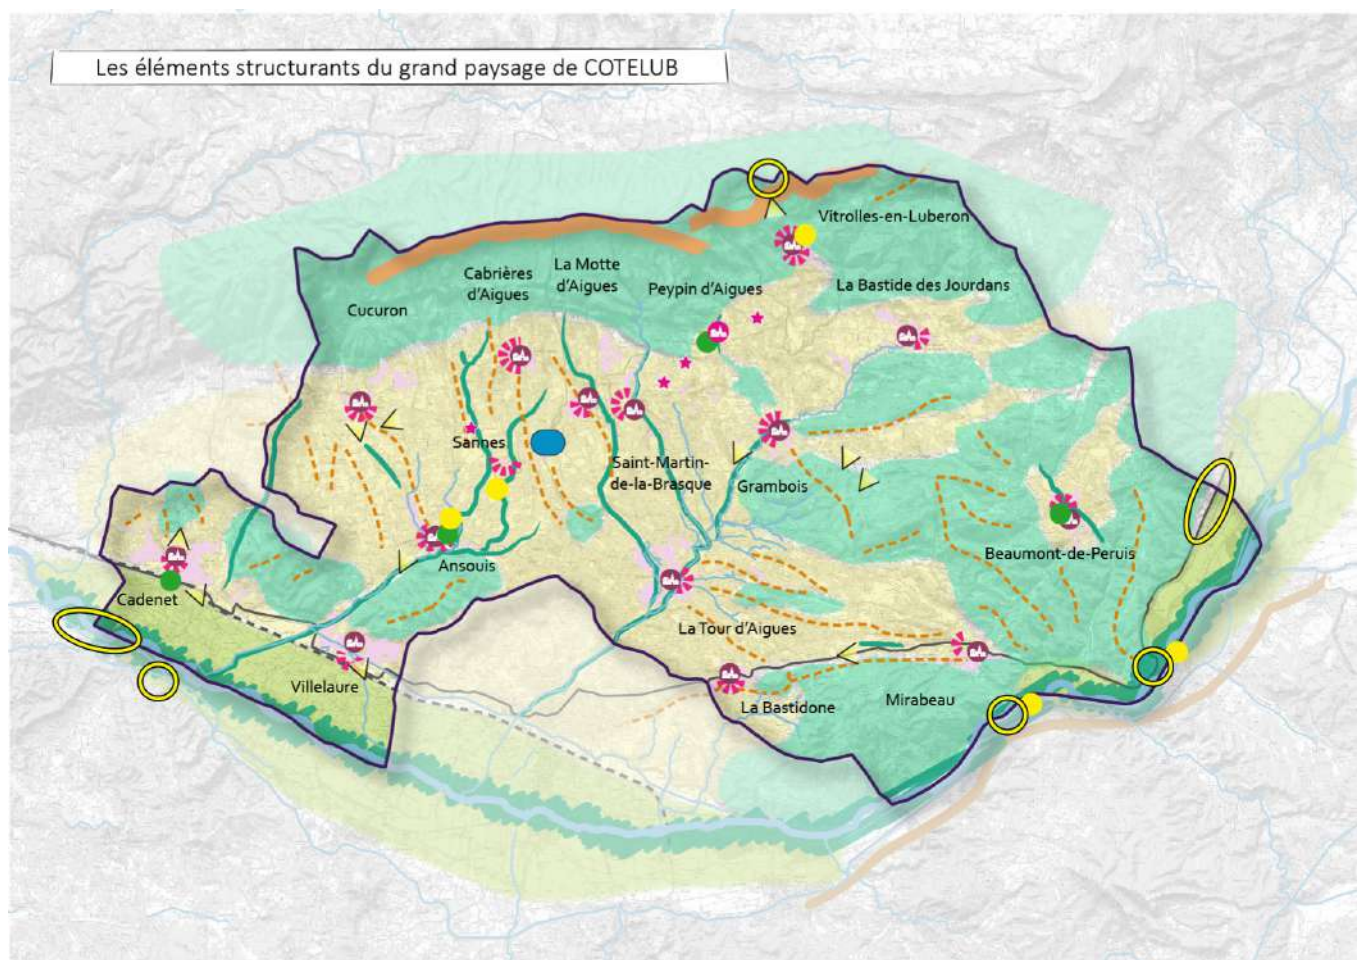 Les éléments structurants du grand paysage de COTELUB
Vitrolles-en-Luberon
La Motte
d'Aigues
Cabrières
d'Aigues
Peypin d'Aigues
La Bastide des Jourdans
Cucuron
Sannes
Saint-Martin-
de-la-Brasque
Grambois
Beaumont-de-Peruis
Ansouis
Cadenet
La Tour d'Aigues
Villelaure
La Bastidone
Mirabeau